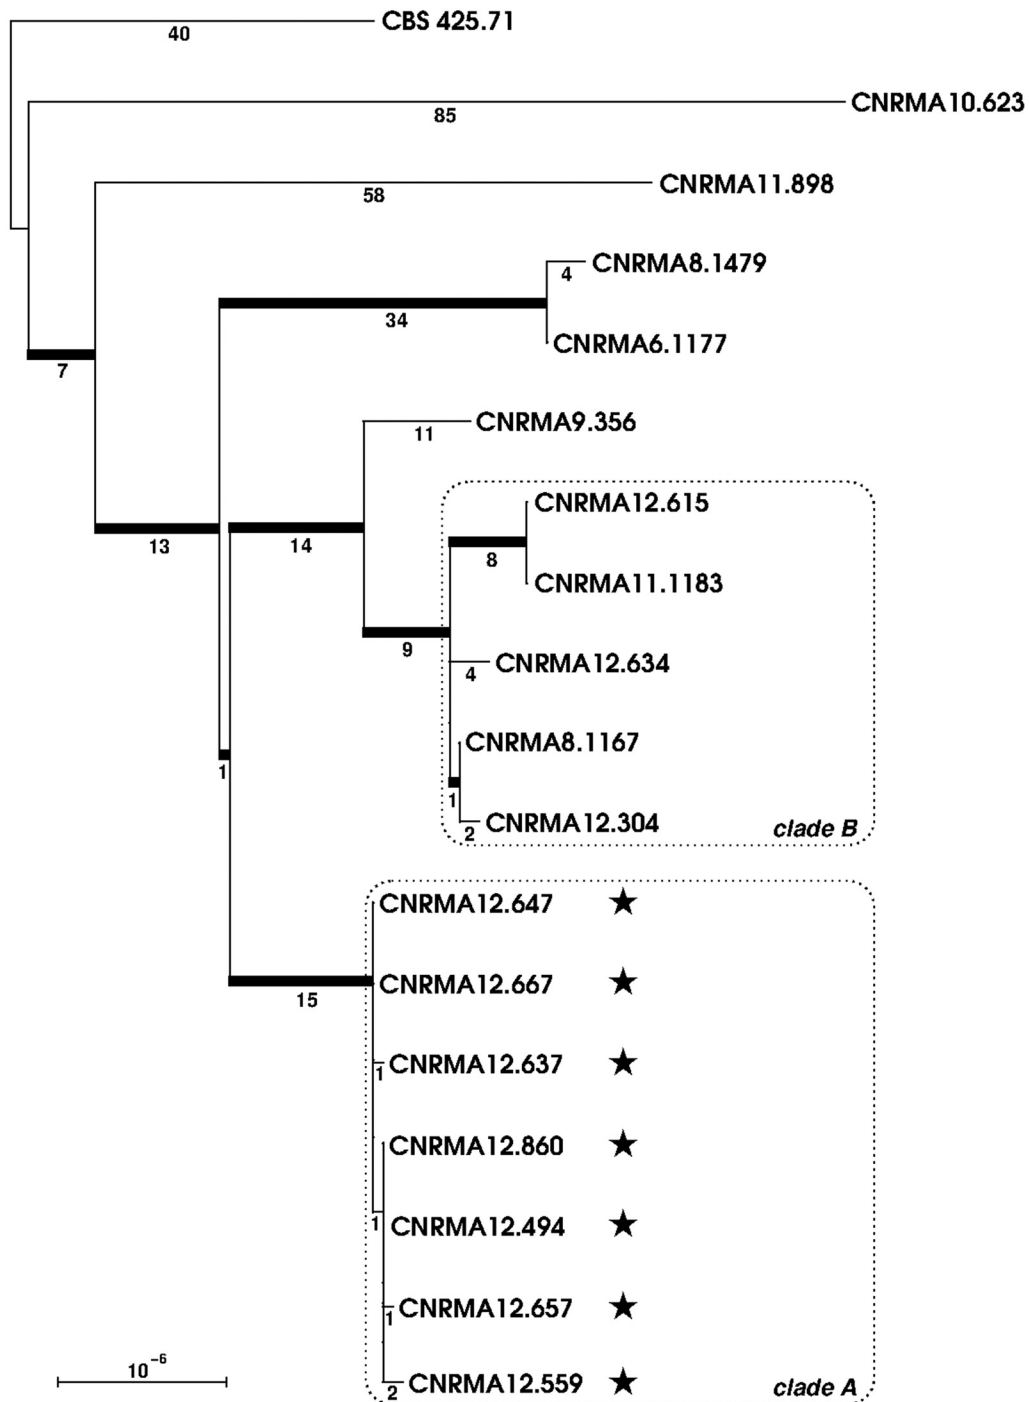 CBS 425.71
40
CNRMA10.623
85
CNRMA11.898
58
CNRMA8.1479
4
34
CNRMA6.1177
7
CNRMA9.356
11
CNRMA12.615
13
14
8
CNRMA11.1183
9
CNRMA12.634
4
CNRMA8.1167
1
1
CNRMA12.304
2
clade B
CNRMA12.647 ★
CNRMA12.667 ★
15
CNRMA12.637 ★
1
CNRMA12.860 ★
1
CNRMA12.494 ★
CNRMA12.657 ★
1
10⁻⁶
CNRMA12.559 ★
2
clade A